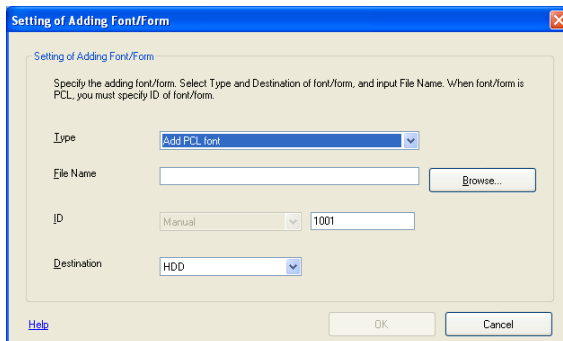 Setting of Adding Font/Form
Setting of Adding Font/Form
Specify the adding font/form. Select Type and Destination of font/form, and input File Name. When font/form is
PCL, you must specify ID of font/form.
Type
Add PCL font
File Name
Browse...
ID
Manual
1001
Destination
HDD
Help
OK
Cancel